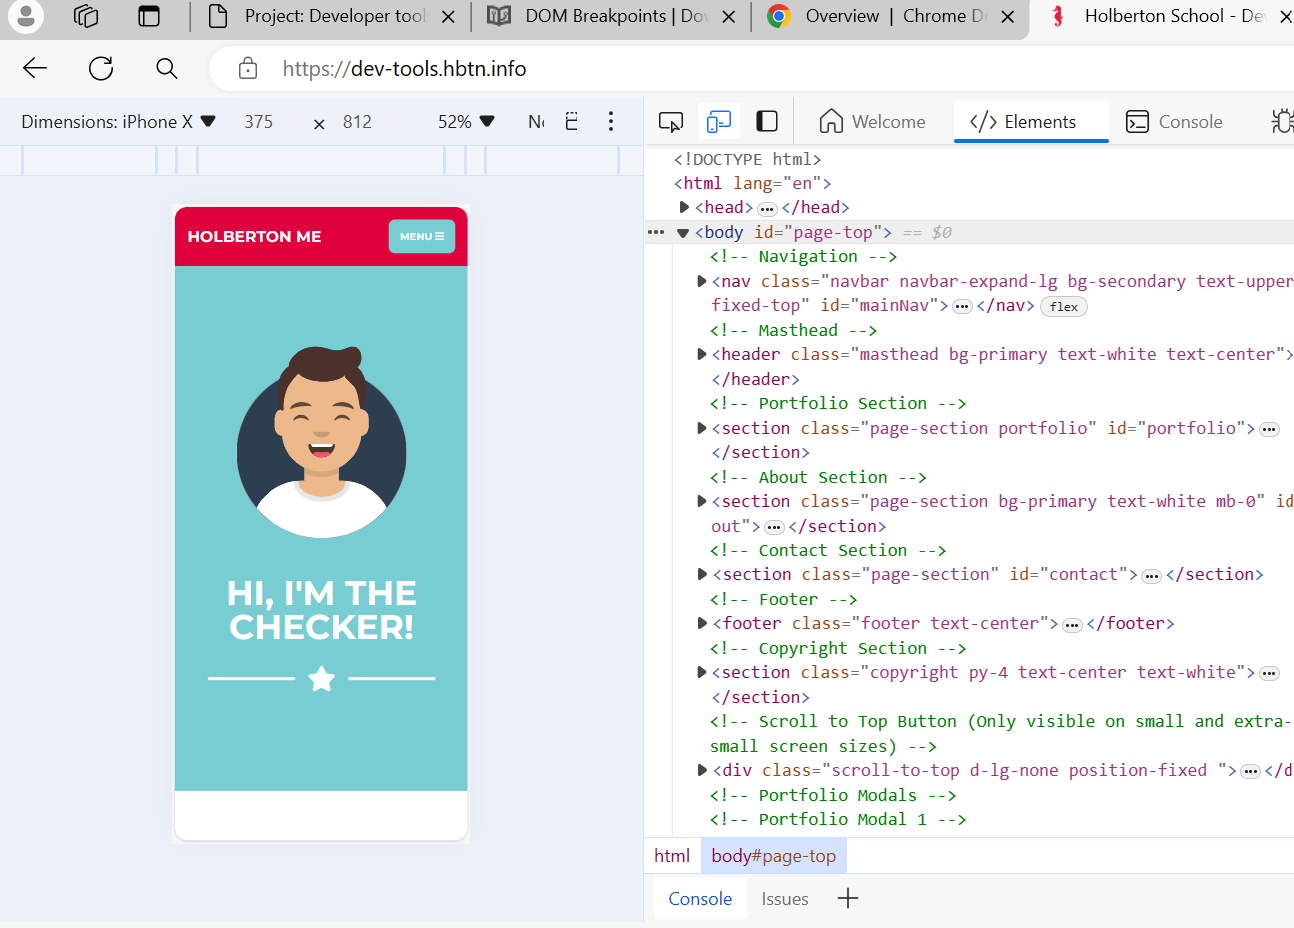 Project: Developer tools
DOM Breakpoints | Do
Overview | Chrome De
Holberton School - De
https://dev-tools.hbtn.info
Dimensions: iPhone X 375 × 812 52% No
Welcome
</> Elements
Console
HOLBERTON ME
MENU
HI, I'M THE
CHECKER!
<!DOCTYPE html>
<html lang="en">
<head> ••• </head>
••• <body id="page-top"> == $0
<!-- Navigation -->
<nav class="navbar navbar-expand-lg bg-secondary text-upper
fixed-top" id="mainNav"> ••• </nav> flex
<!-- Masthead -->
<header class="masthead bg-primary text-white text-center">
</header>
<!-- Portfolio Section -->
<section class="page-section portfolio" id="portfolio"> •••
</section>
<!-- About Section -->
<section class="page-section bg-primary text-white mb-0" id
out"> ••• </section>
<!-- Contact Section -->
<section class="page-section" id="contact"> ••• </section>
<!-- Footer -->
<footer class="footer text-center"> ••• </footer>
<!-- Copyright Section -->
<section class="copyright py-4 text-center text-white"> •••
</section>
<!-- Scroll to Top Button (Only visible on small and extra-
small screen sizes) -->
<div class="scroll-to-top d-lg-none position-fixed "> ••• </d
<!-- Portfolio Modals -->
<!-- Portfolio Modal 1 -->
html body#page-top
Console Issues